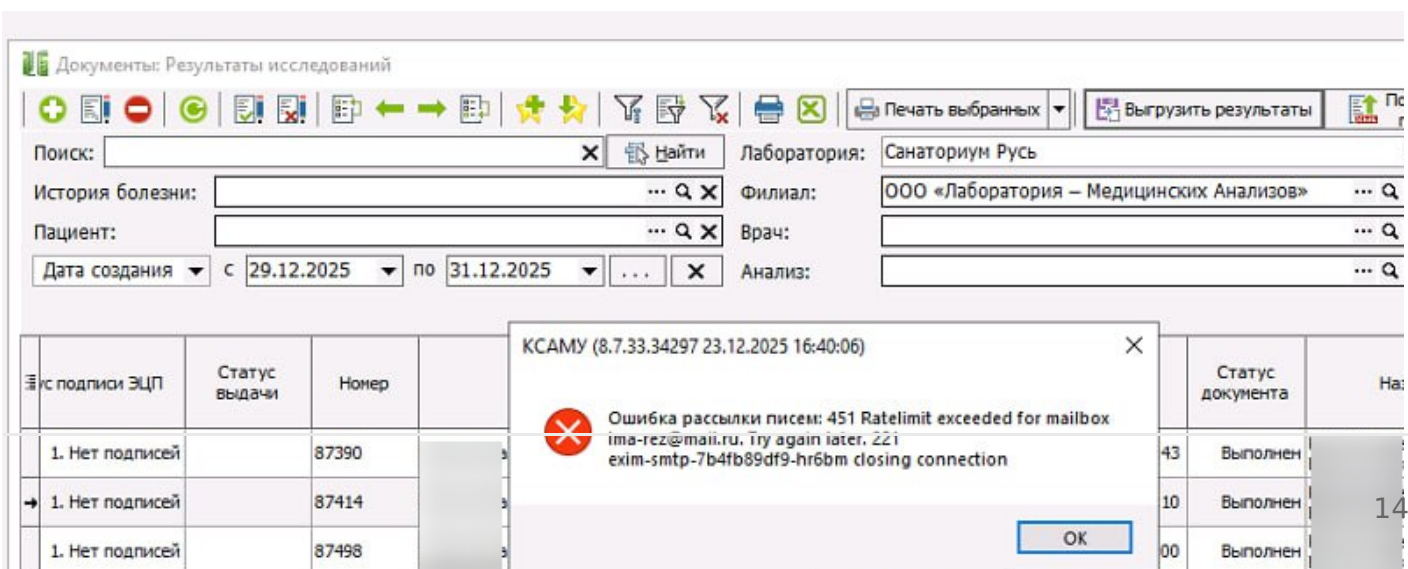 Документы: Результаты исследований
Печать выбранных
Выгрузить результаты
Поиск:
Найти
Лаборатория:
Санаториум Русь
История болезни:
Филиал:
ООО «Лаборатория – Медицинских Анализов»
Пациент:
Врач:
Дата создания
с 29.12.2025
по 31.12.2025
...
Анализ:
КСАМУ (8.7.33.34297 23.12.2025 16:40:06)
Ошибка рассылки писем: 451 Ratelimit exceeded for mailbox
lma-rez@mail.ru. Try again later. 221
exim-smtp-7b4fb89df9-hr6bm closing connection
OK
подписи ЭЦП
Статус
выдачи
Номер
Статус
документа
1. Нет подписей
87390
43
Выполнен
1. Нет подписей
87414
10
Выполнен
14
1. Нет подписей
87498
00
Выполнен